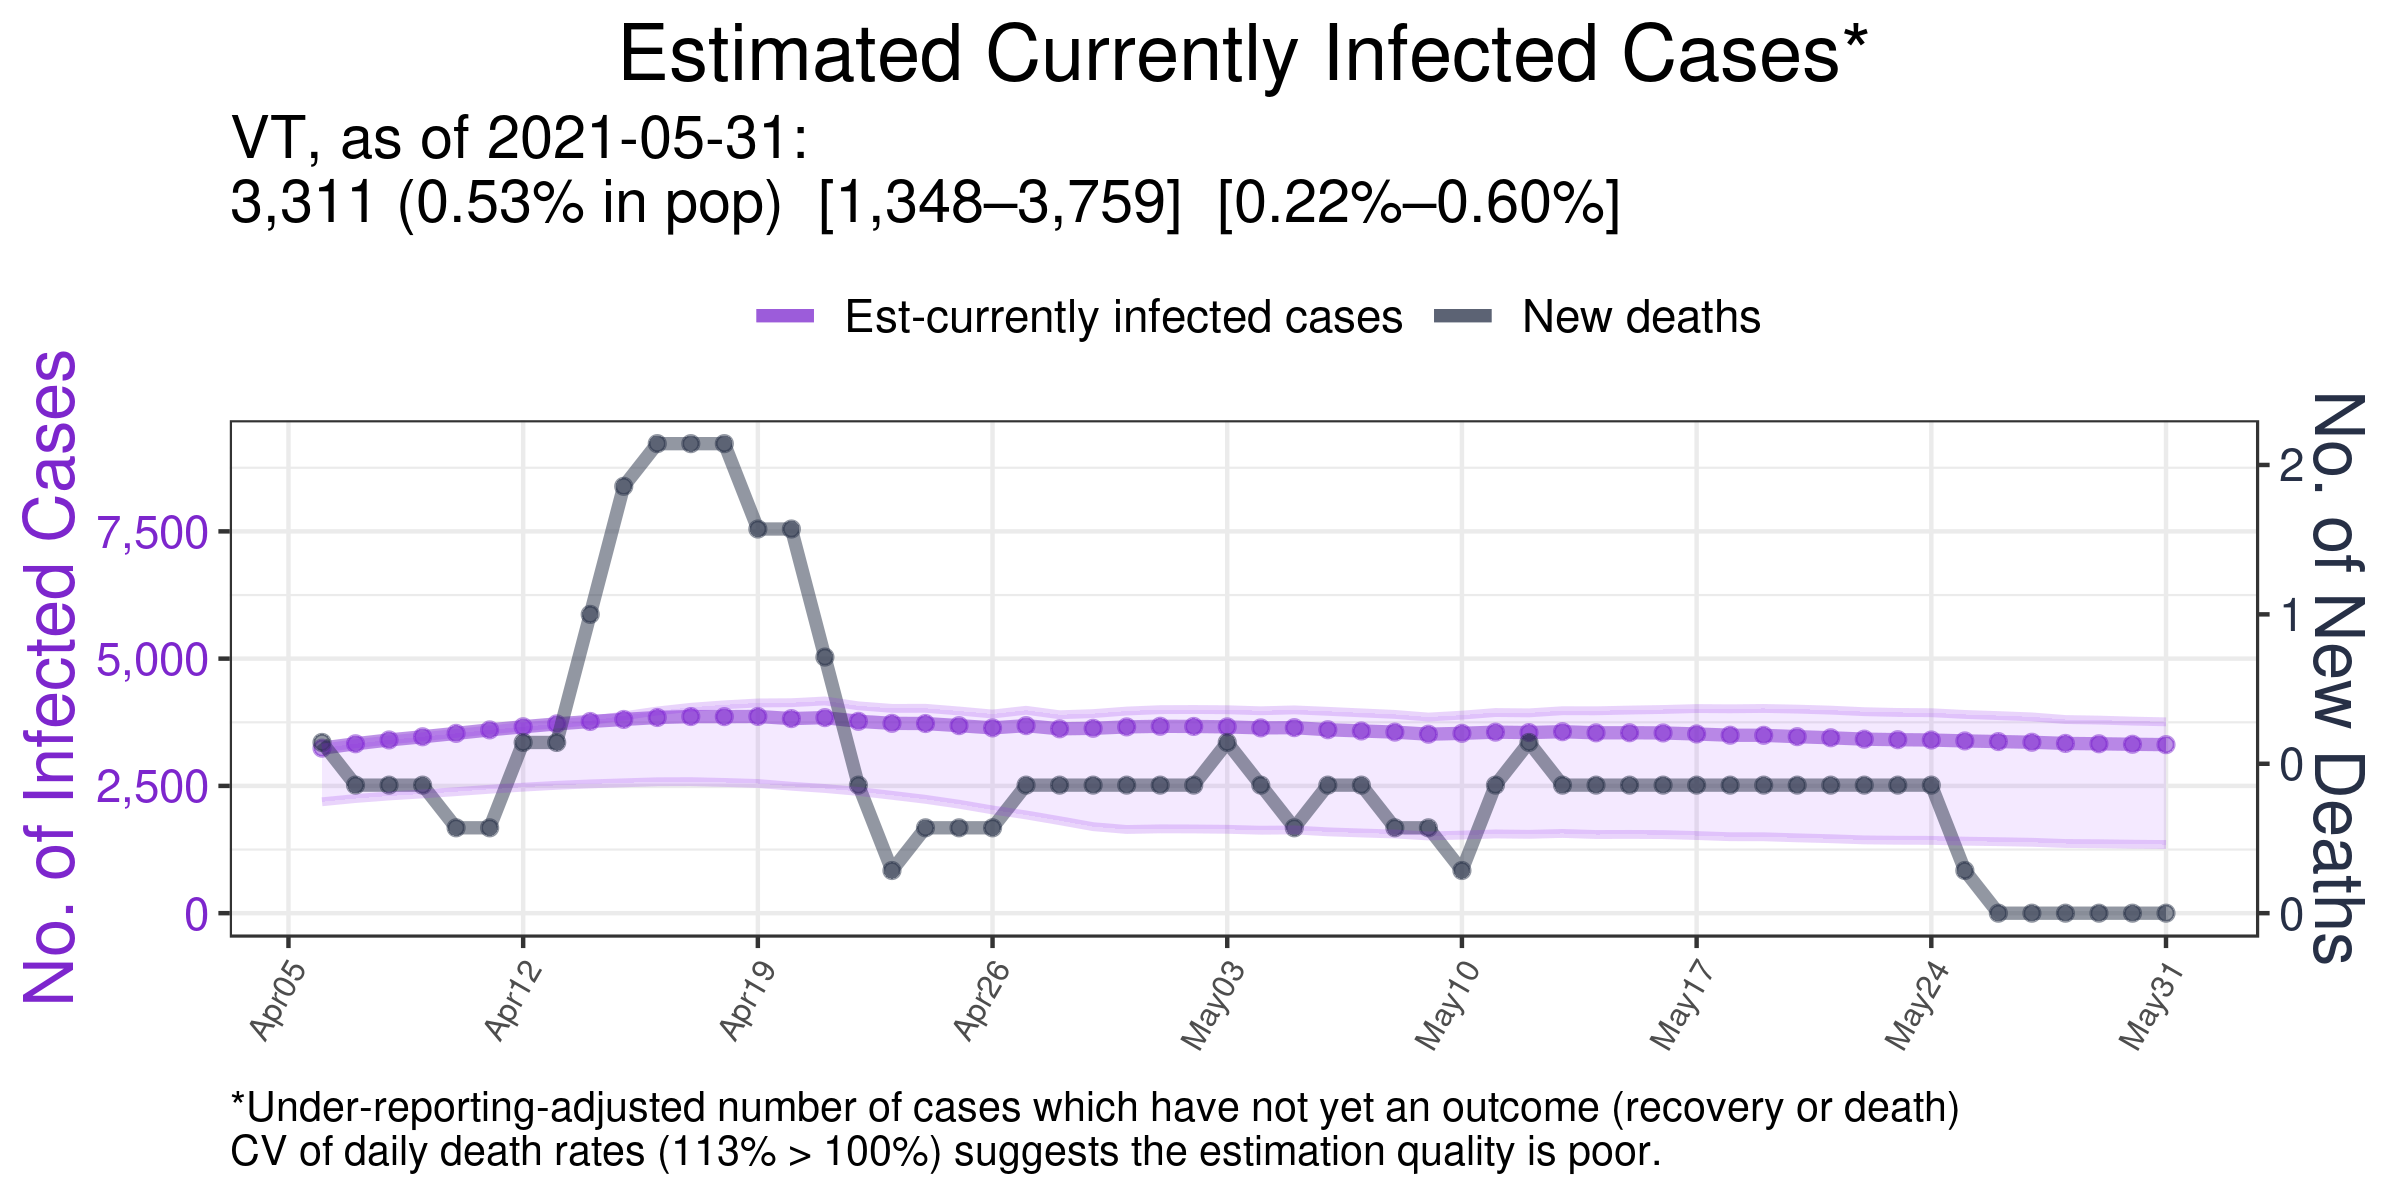 Estimated Currently Infected Cases*
VT, as of 2021-05-31:
3,311 (0.53% in pop)  [1,348–3,759]  [0.22%–0.60%]
Est-currently infected cases
New deaths
No. of Infected Cases
7,500
5,000
2,500
0
2
1
0
0
No. of New Deaths
Apr05
Apr12
Apr19
Apr26
May03
May10
May17
May24
May31
*Under-reporting-adjusted number of cases which have not yet an outcome (recovery or death)
CV of daily death rates (113% > 100%) suggests the estimation quality is poor.